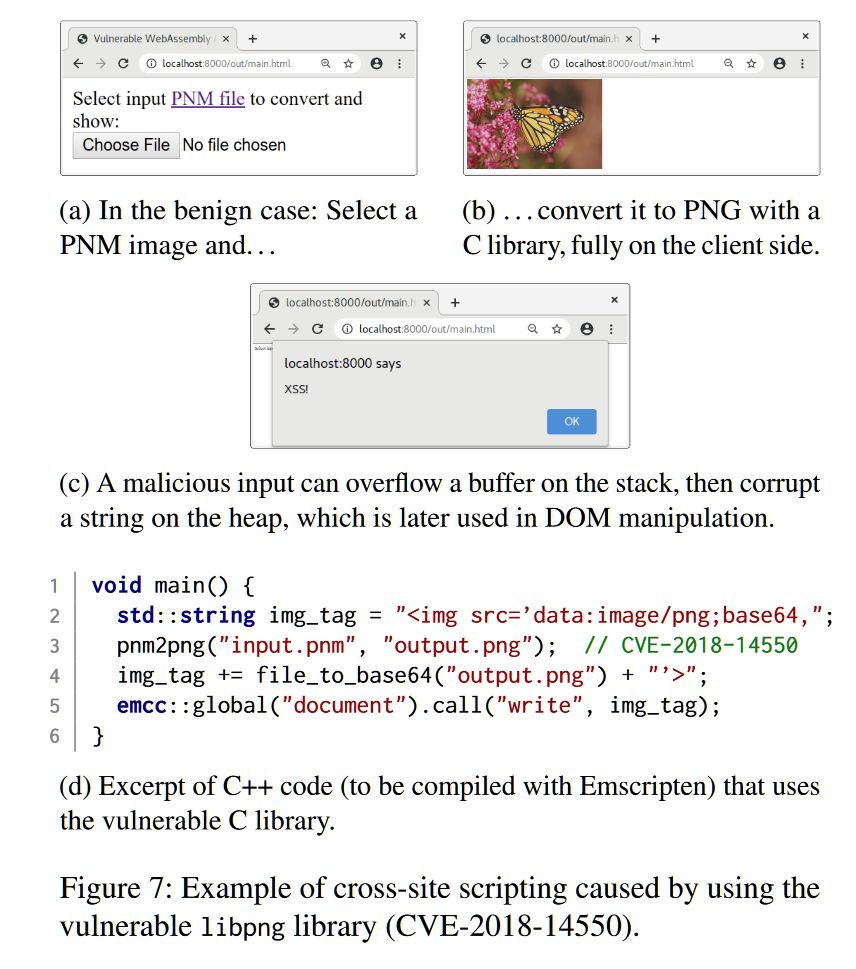 Vulnerable WebAssembly
localhost:8000/out/main.html
Select input PNM file to convert and
show:
Choose File No file chosen
localhost:8000/out/main.h
localhost:8000/out/main.html
(a) In the benign case: Select a
PNM image and...
(b) ...convert it to PNG with a
C library, fully on the client side.
localhost:8000/out/main.h
localhost:8000/out/main.html
localhost:8000 says
XSS!
OK
(c) A malicious input can overflow a buffer on the stack, then corrupt
a string on the heap, which is later used in DOM manipulation.
1 void main() {
2 std::string img_tag = "<img src='data:image/png;base64,";
3 pnm2png("input.pnm", "output.png"); // CVE-2018-14550
4 img_tag += file_to_base64("output.png") + "'>";
5 emcc::global("document").call("write", img_tag);
6 }
(d) Excerpt of C++ code (to be compiled with Emscripten) that uses
the vulnerable C library.
Figure 7: Example of cross-site scripting caused by using the
vulnerable libpng library (CVE-2018-14550).